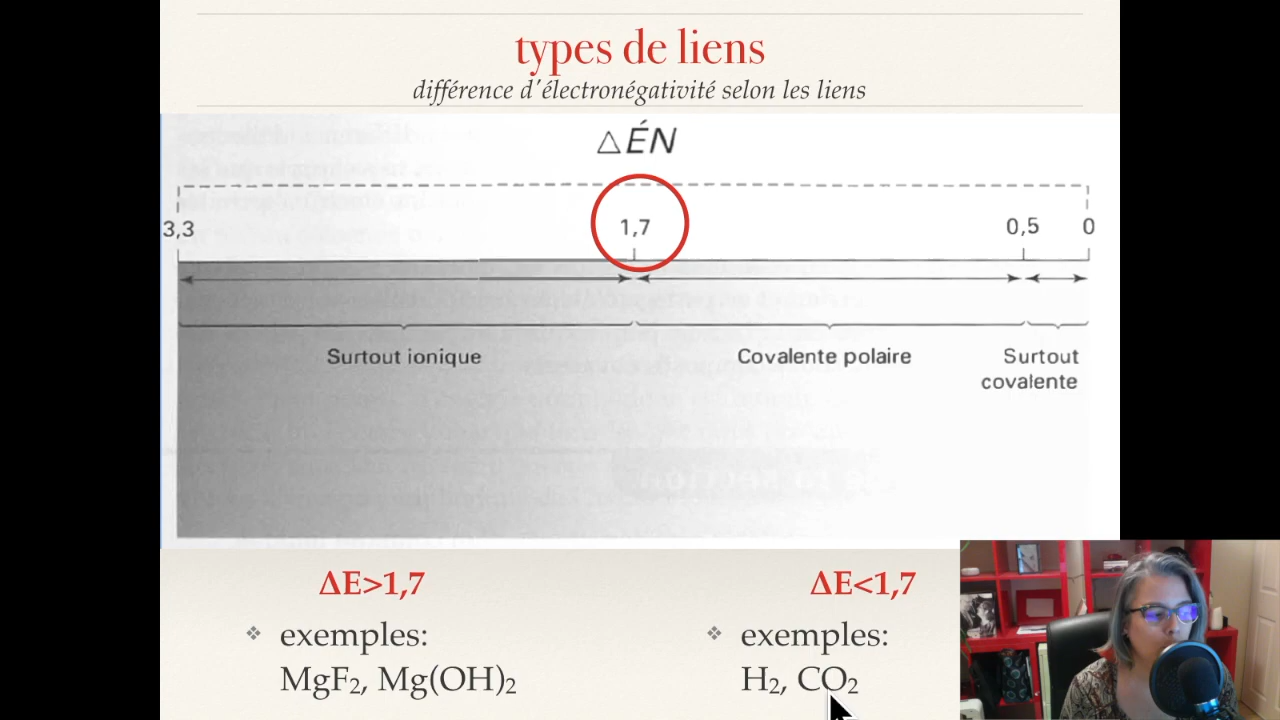 types de liens
différence d'électronégativité selon les liens
△ÉN
3,3 1,7 0,5 0
Surtout ionique Covalente polaire Surtout
covalente
ΔE>1,7 ΔE<1,7
❖ exemples: ❖ exemples:
MgF₂, Mg(OH)₂ H₂, CO₂